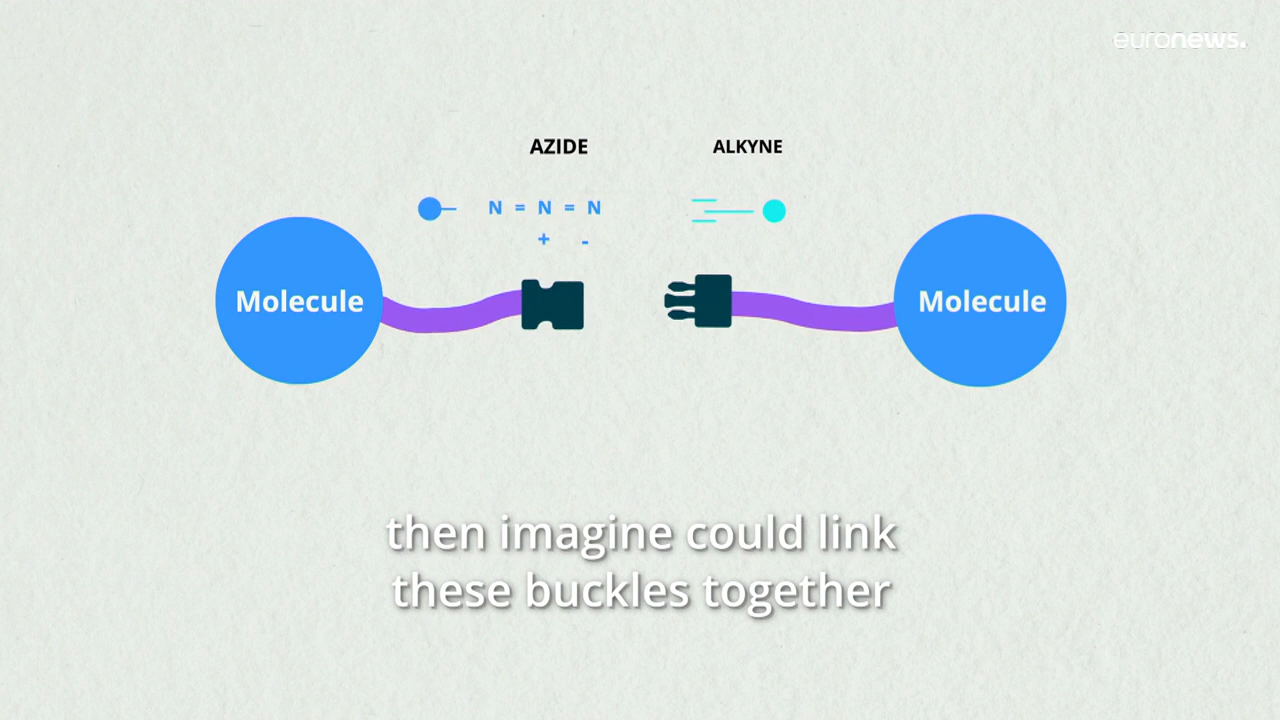 euronews.
AZIDE
ALKYNE
N = N = N
+ -
Molecule
Molecule
then imagine could link
these buckles together